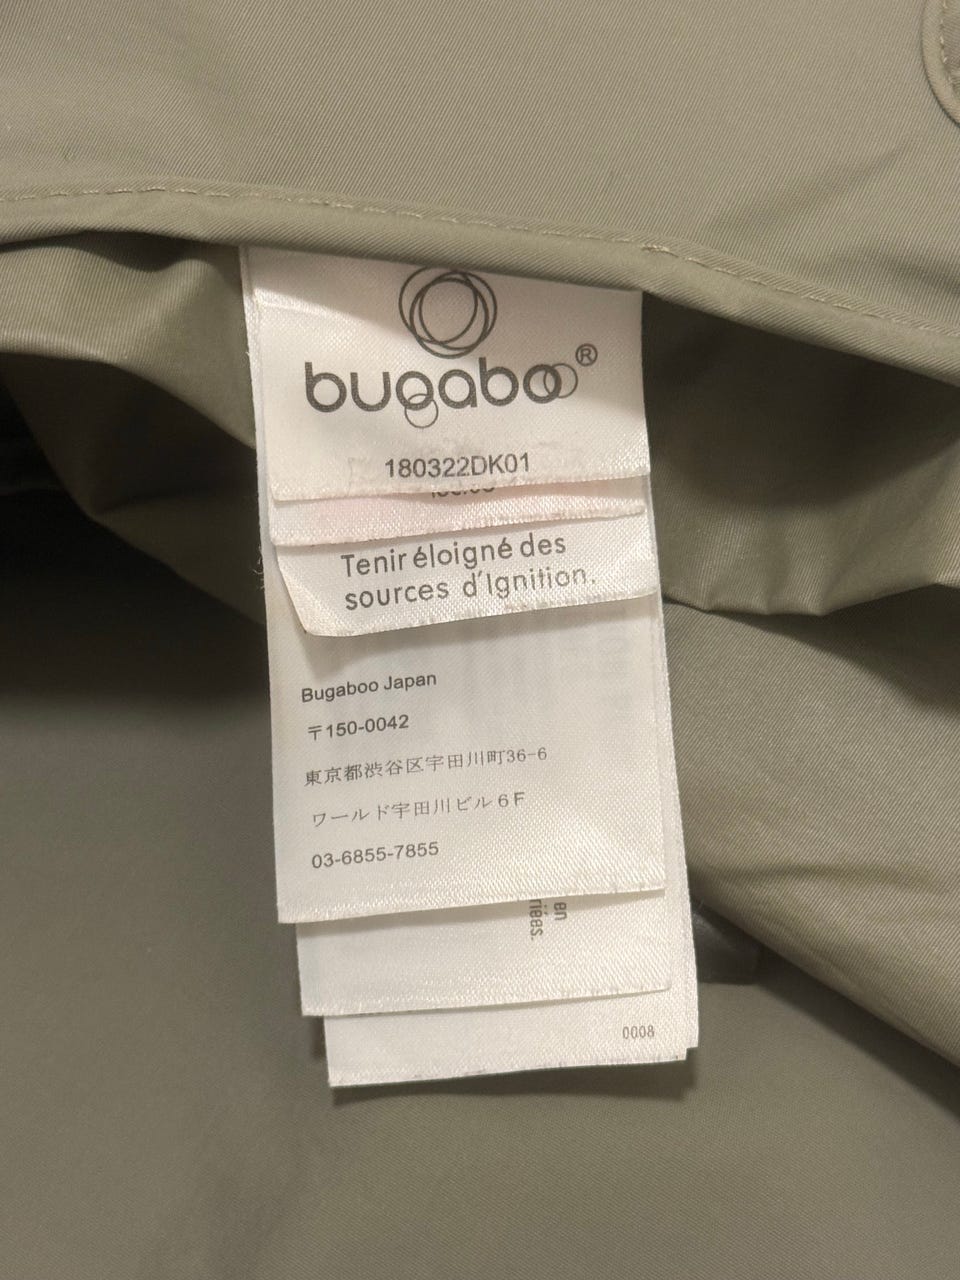 bugaboo®
180322DK01
Tenir éloigné des
sources d'Ignition.
Bugaboo Japan
〒150-0042
東京都渋谷区宇田川町36-6
ワールド宇田川ビル6F
03-6855-7855
en
riées.
0008